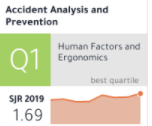 Accident Analysis and
Prevention
Q1
Human Factors and
Ergonomics
best quartile
SJR 2019
1.69